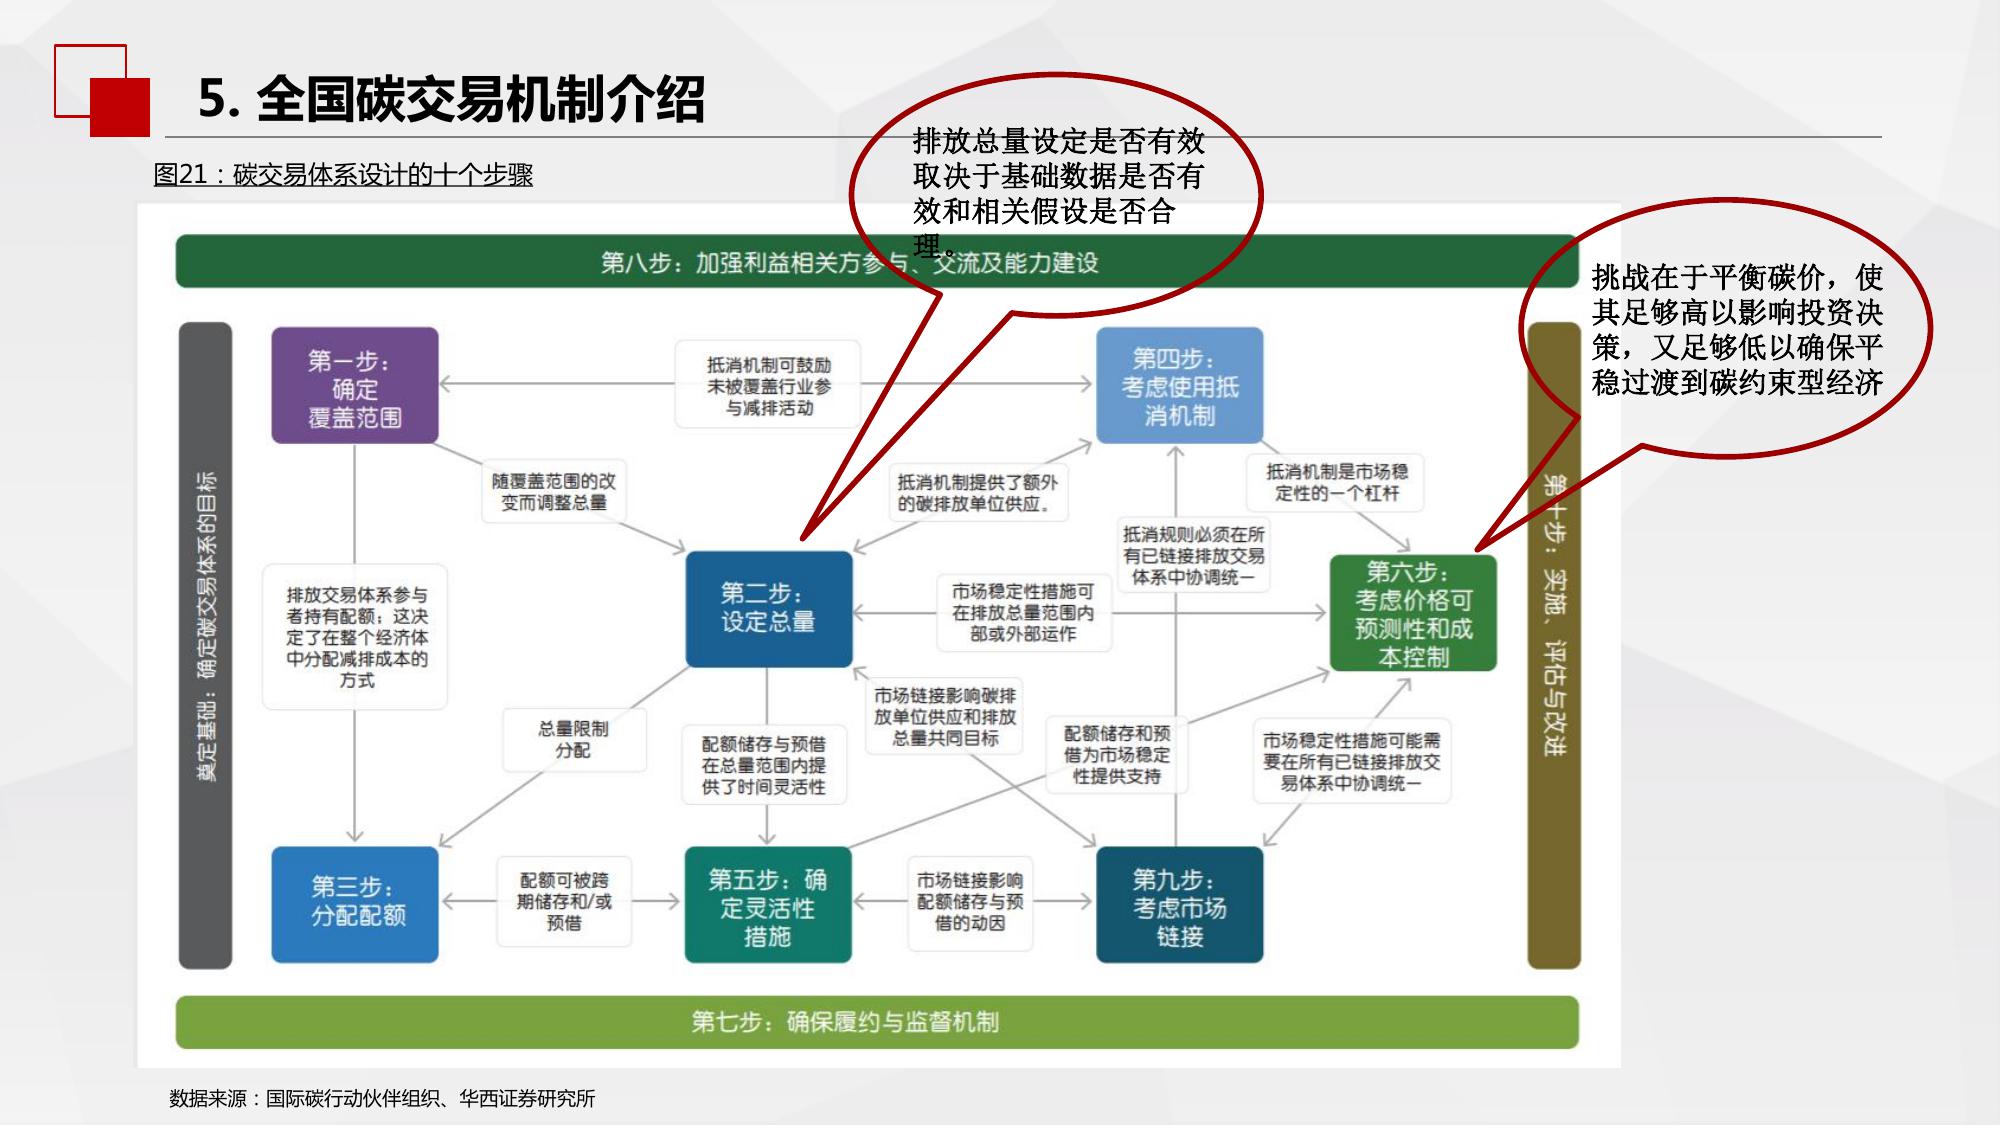 5. 全国碳交易机制介绍
图21：碳交易体系设计的十个步骤
排放总量设定是否有效
取决于基础数据是否有
效和相关假设是否合
理。
挑战在于平衡碳价，使
其足够高以影响投资决
策，又足够低以确保平
稳过渡到碳约束型经济
第八步：加强利益相关方参与、交流及能力建设
奠定基础：确定碳交易体系的目标
第一步：
确定
覆盖范围
抵消机制可鼓励
未被覆盖行业参
与减排活动
第四步：
考虑使用抵
消机制
随覆盖范围的改
变而调整总量
抵消机制提供了额外
的碳排放单位供应。
抵消机制是市场稳
定性的一个杠杆
抵消规则必须在所
有已链接排放交易
体系中协调统一
排放交易体系参与
者持有配额；这决
定了在整个经济体
中分配减排成本的
方式
第二步：
设定总量
市场稳定性措施可
在排放总量范围内
部或外部运作
第六步：
考虑价格可
预测性和成
本控制
第十步：实施、评估与改进
总量限制
分配
配额储存与预借
在总量范围内提
供了时间灵活性
市场链接影响碳排
放单位供应和排放
总量共同目标
配额储存和预
借为市场稳定
性提供支持
市场稳定性措施可能需
要在所有已链接排放交
易体系中协调统一
第三步：
分配配额
配额可被跨
期储存和/或
预借
第五步：确
定灵活性
措施
市场链接影响
配额储存与预
借的动因
第九步：
考虑市场
链接
第七步：确保履约与监督机制
数据来源：国际碳行动伙伴组织、华西证券研究所